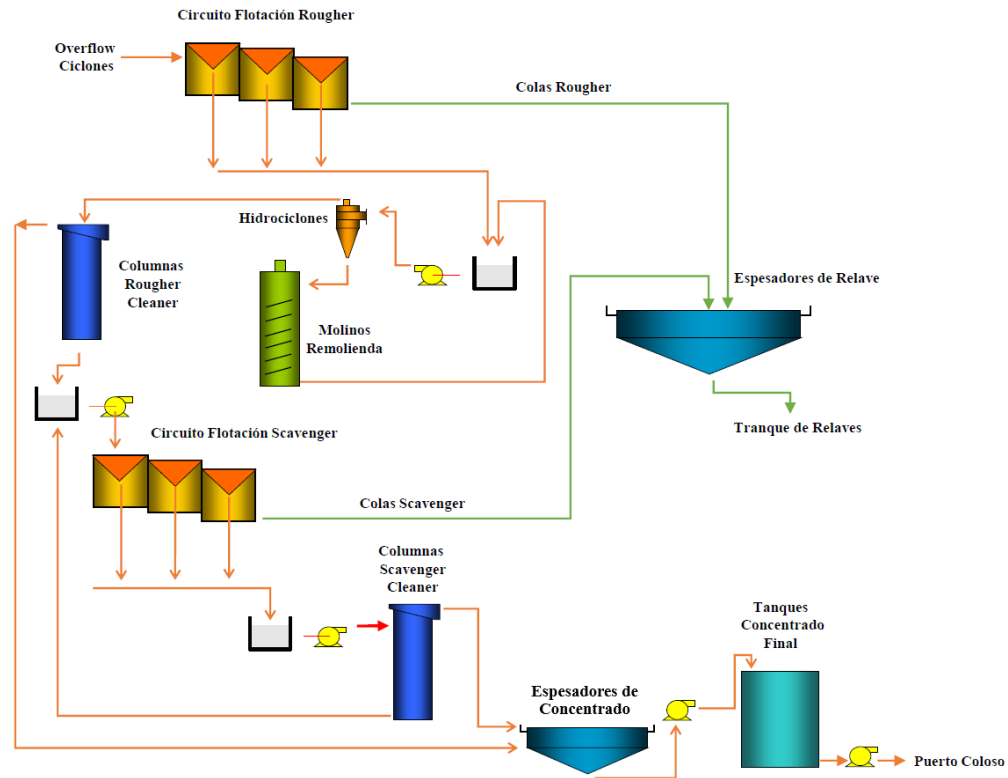 Circuito Flotación Rougher
Overflow
Ciclones
Colas Rougher
Hidrociclones
Columnas
Rougher
Cleaner
Espesadores de Relave
Molinos
Remolienda
Tranque de Relaves
Circuito Flotación Scavenger
Colas Scavenger
Columnas
Scavenger
Cleaner
Tanques
Concentrado
Final
Espesadores de
Concentrado
Puerto Coloso